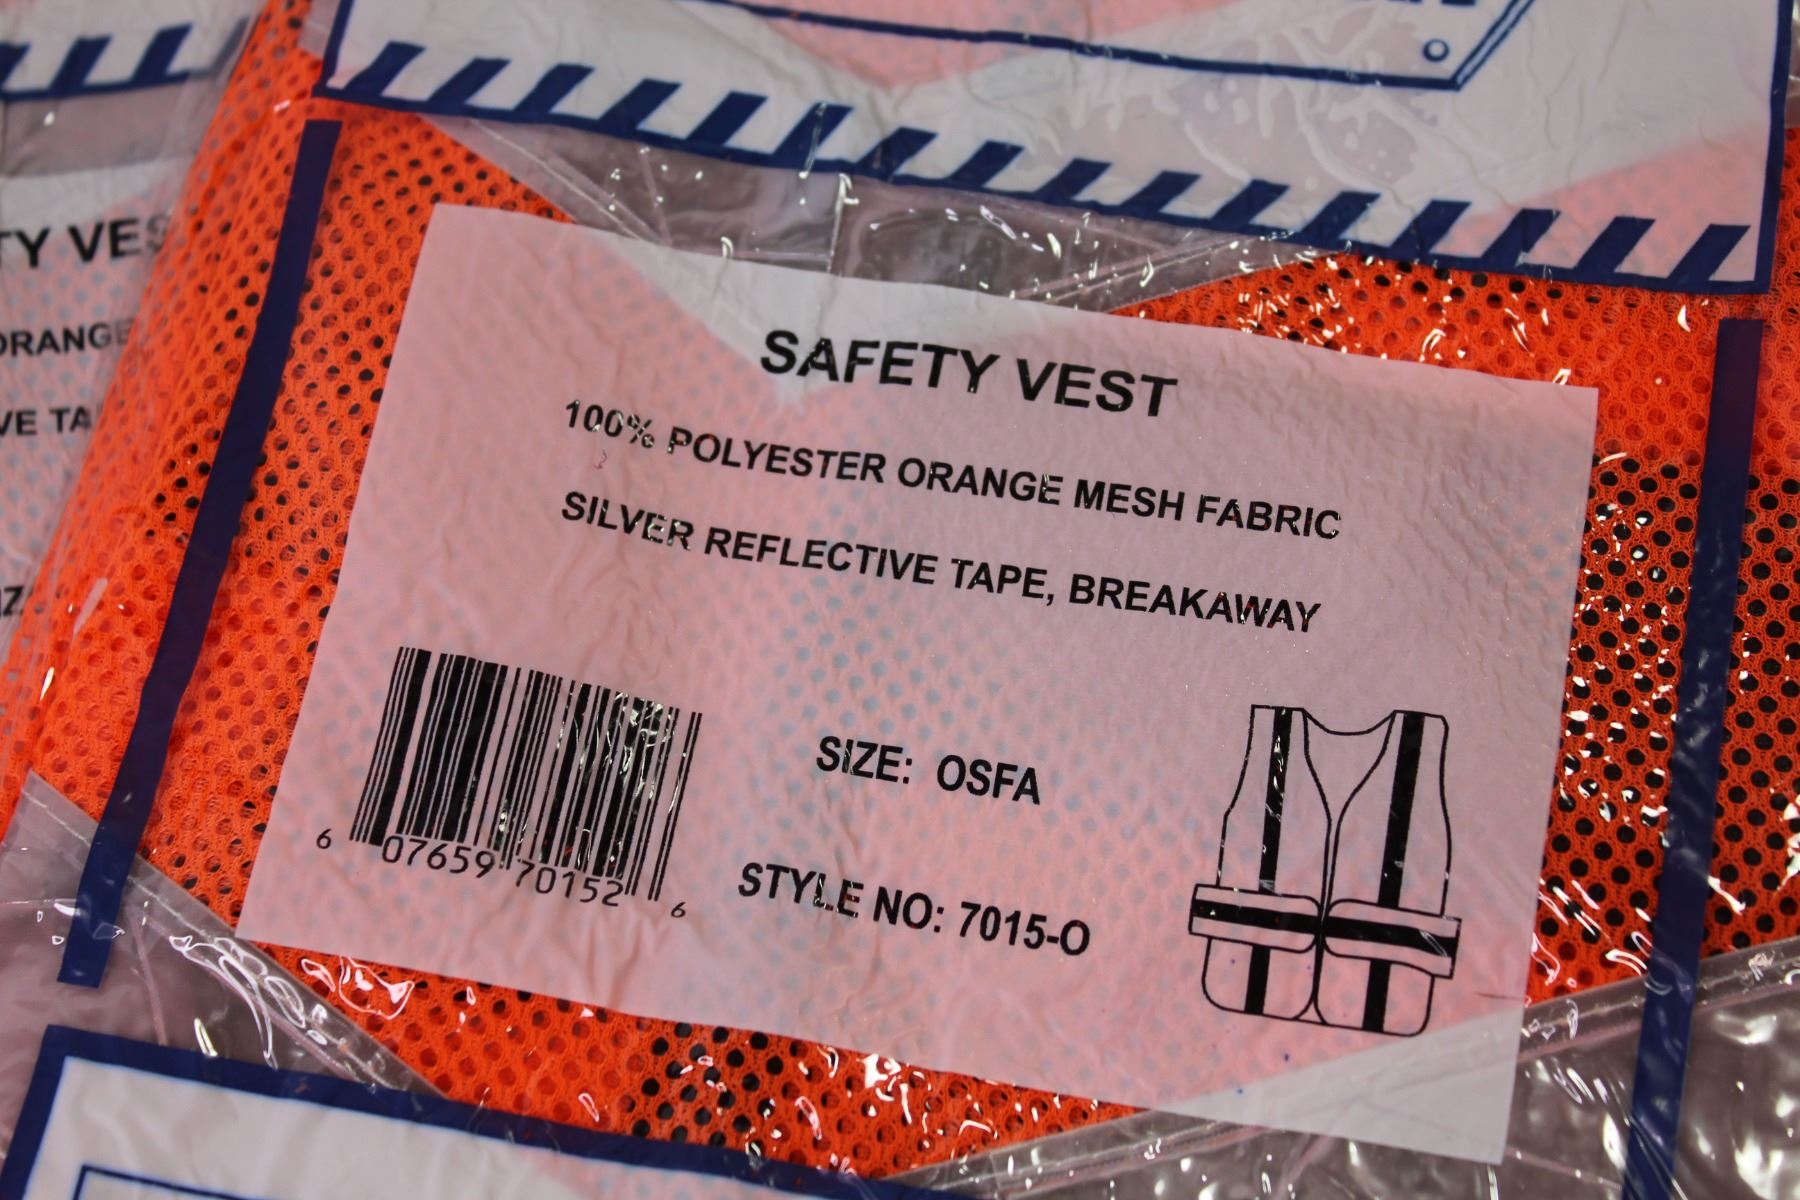 SAFETY VEST
100% POLYESTER ORANGE MESH FABRIC
SILVER REFLECTIVE TAPE, BREAKAWAY
SIZE: OSFA
6 07659 70152 6
STYLE NO: 7015-O
TY VES
ORANGE
VE TA